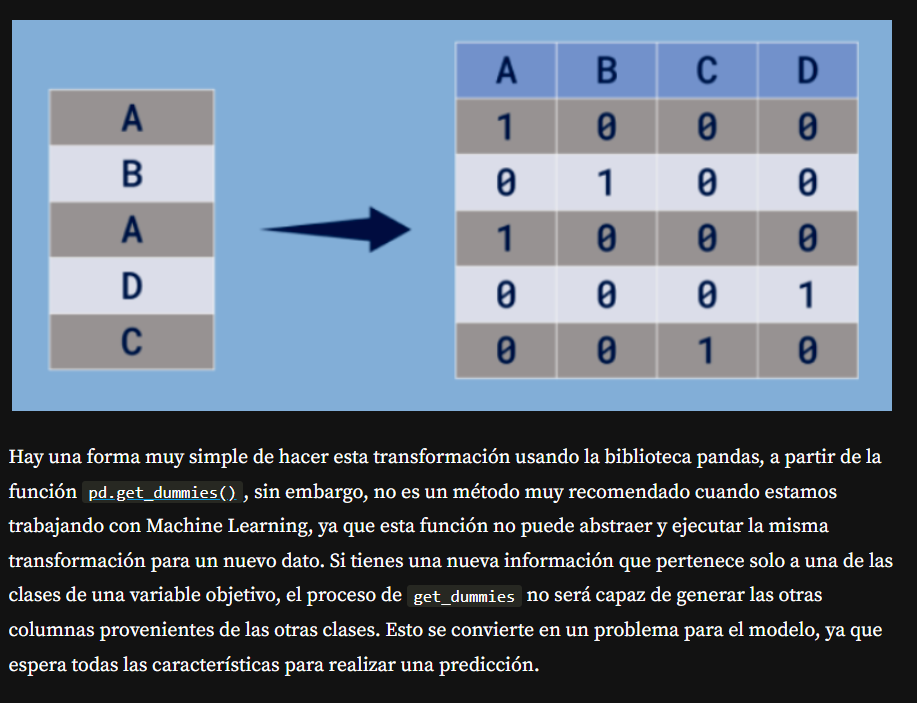 A
B
A
D
C
A B C D
1 0 0 0
0 1 0 0
1 0 0 0
0 0 0 1
0 0 1 0
Hay una forma muy simple de hacer esta transformación usando la biblioteca pandas, a partir de la
función pd.get_dummies() , sin embargo, no es un método muy recomendado cuando estamos
trabajando con Machine Learning, ya que esta función no puede abstraer y ejecutar la misma
transformación para un nuevo dato. Si tienes una nueva información que pertenece solo a una de las
clases de una variable objetivo, el proceso de get_dummies no será capaz de generar las otras
columnas provenientes de las otras clases. Esto se convierte en un problema para el modelo, ya que
espera todas las características para realizar una predicción.